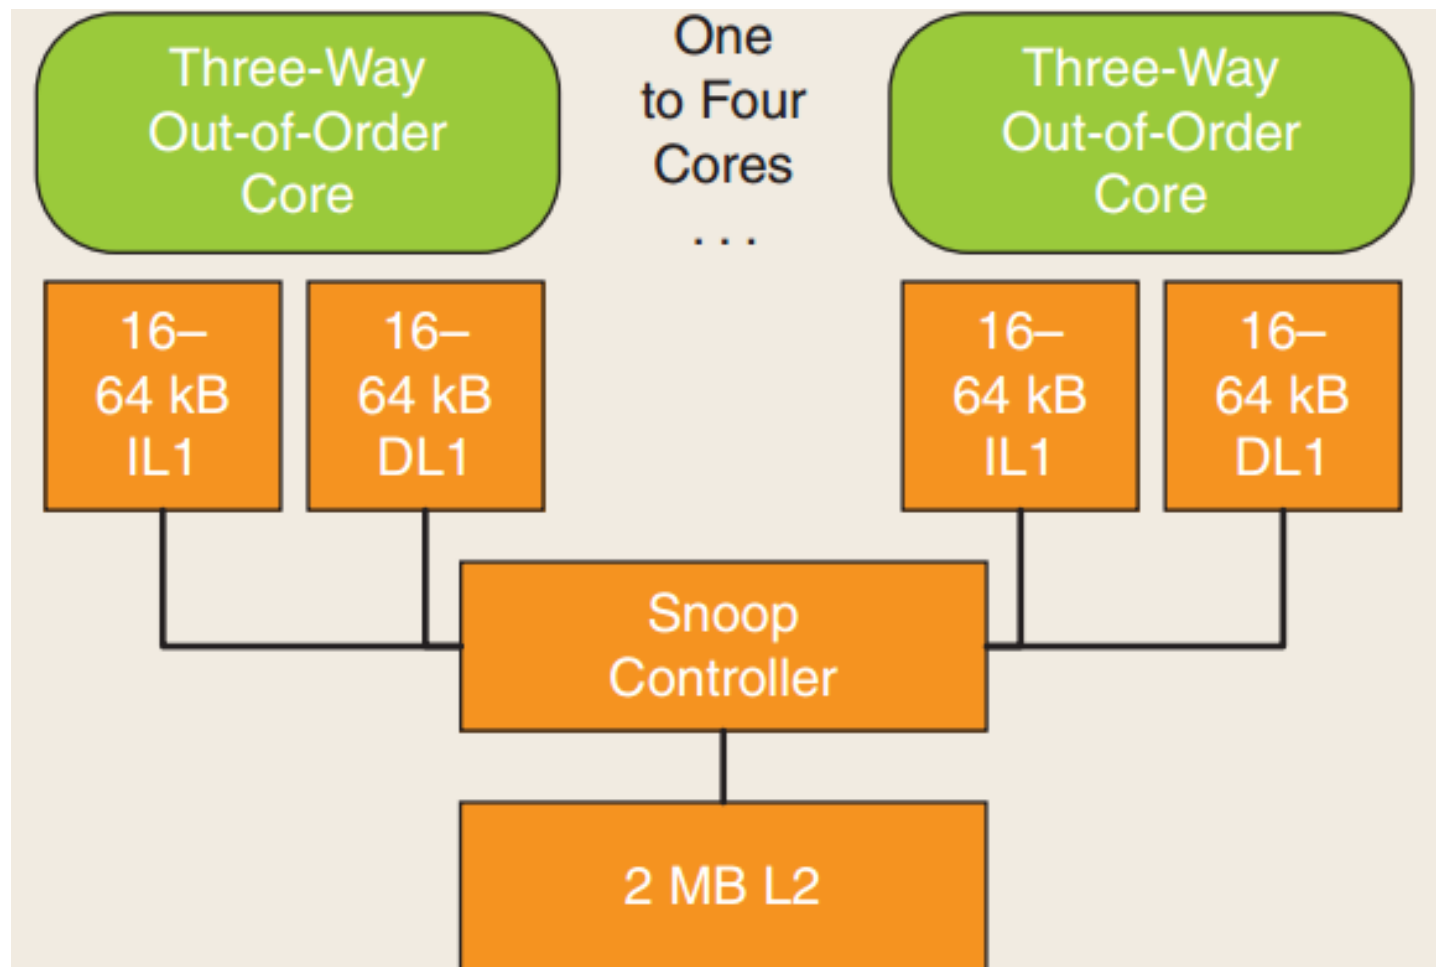 Three-Way
Out-of-Order
Core
One
to Four
Cores
. . .
Three-Way
Out-of-Order
Core
16–
64 kB
IL1
16–
64 kB
DL1
16–
64 kB
IL1
16–
64 kB
DL1
Snoop
Controller
2 MB L2